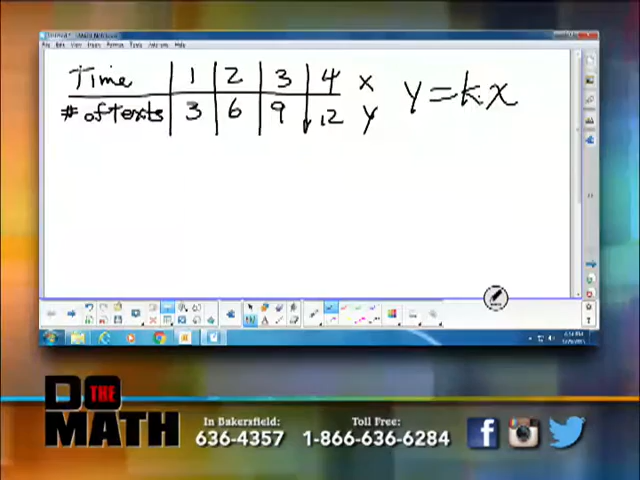 Time 1 2 3 4 x y=kx
# of texts 3 6 9 12 y
DO THE MATH
In Bakersfield:
636-4357
Toll Free:
1-866-636-6284